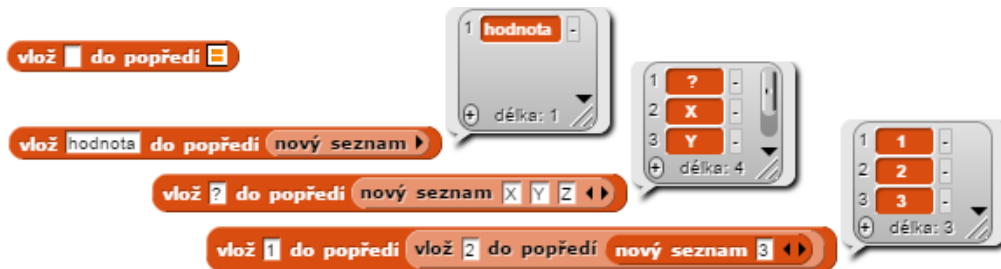 vlož do popředí
1 hodnota -
+ délka: 1
vlož hodnota do popředí nový seznam
1 ? -
2 X -
3 Y -
+ délka: 4
vlož ? do popředí nový seznam X Y Z
1 1 -
2 2 -
3 3 -
+ délka: 3
vlož 1 do popředí vlož 2 do popředí nový seznam 3